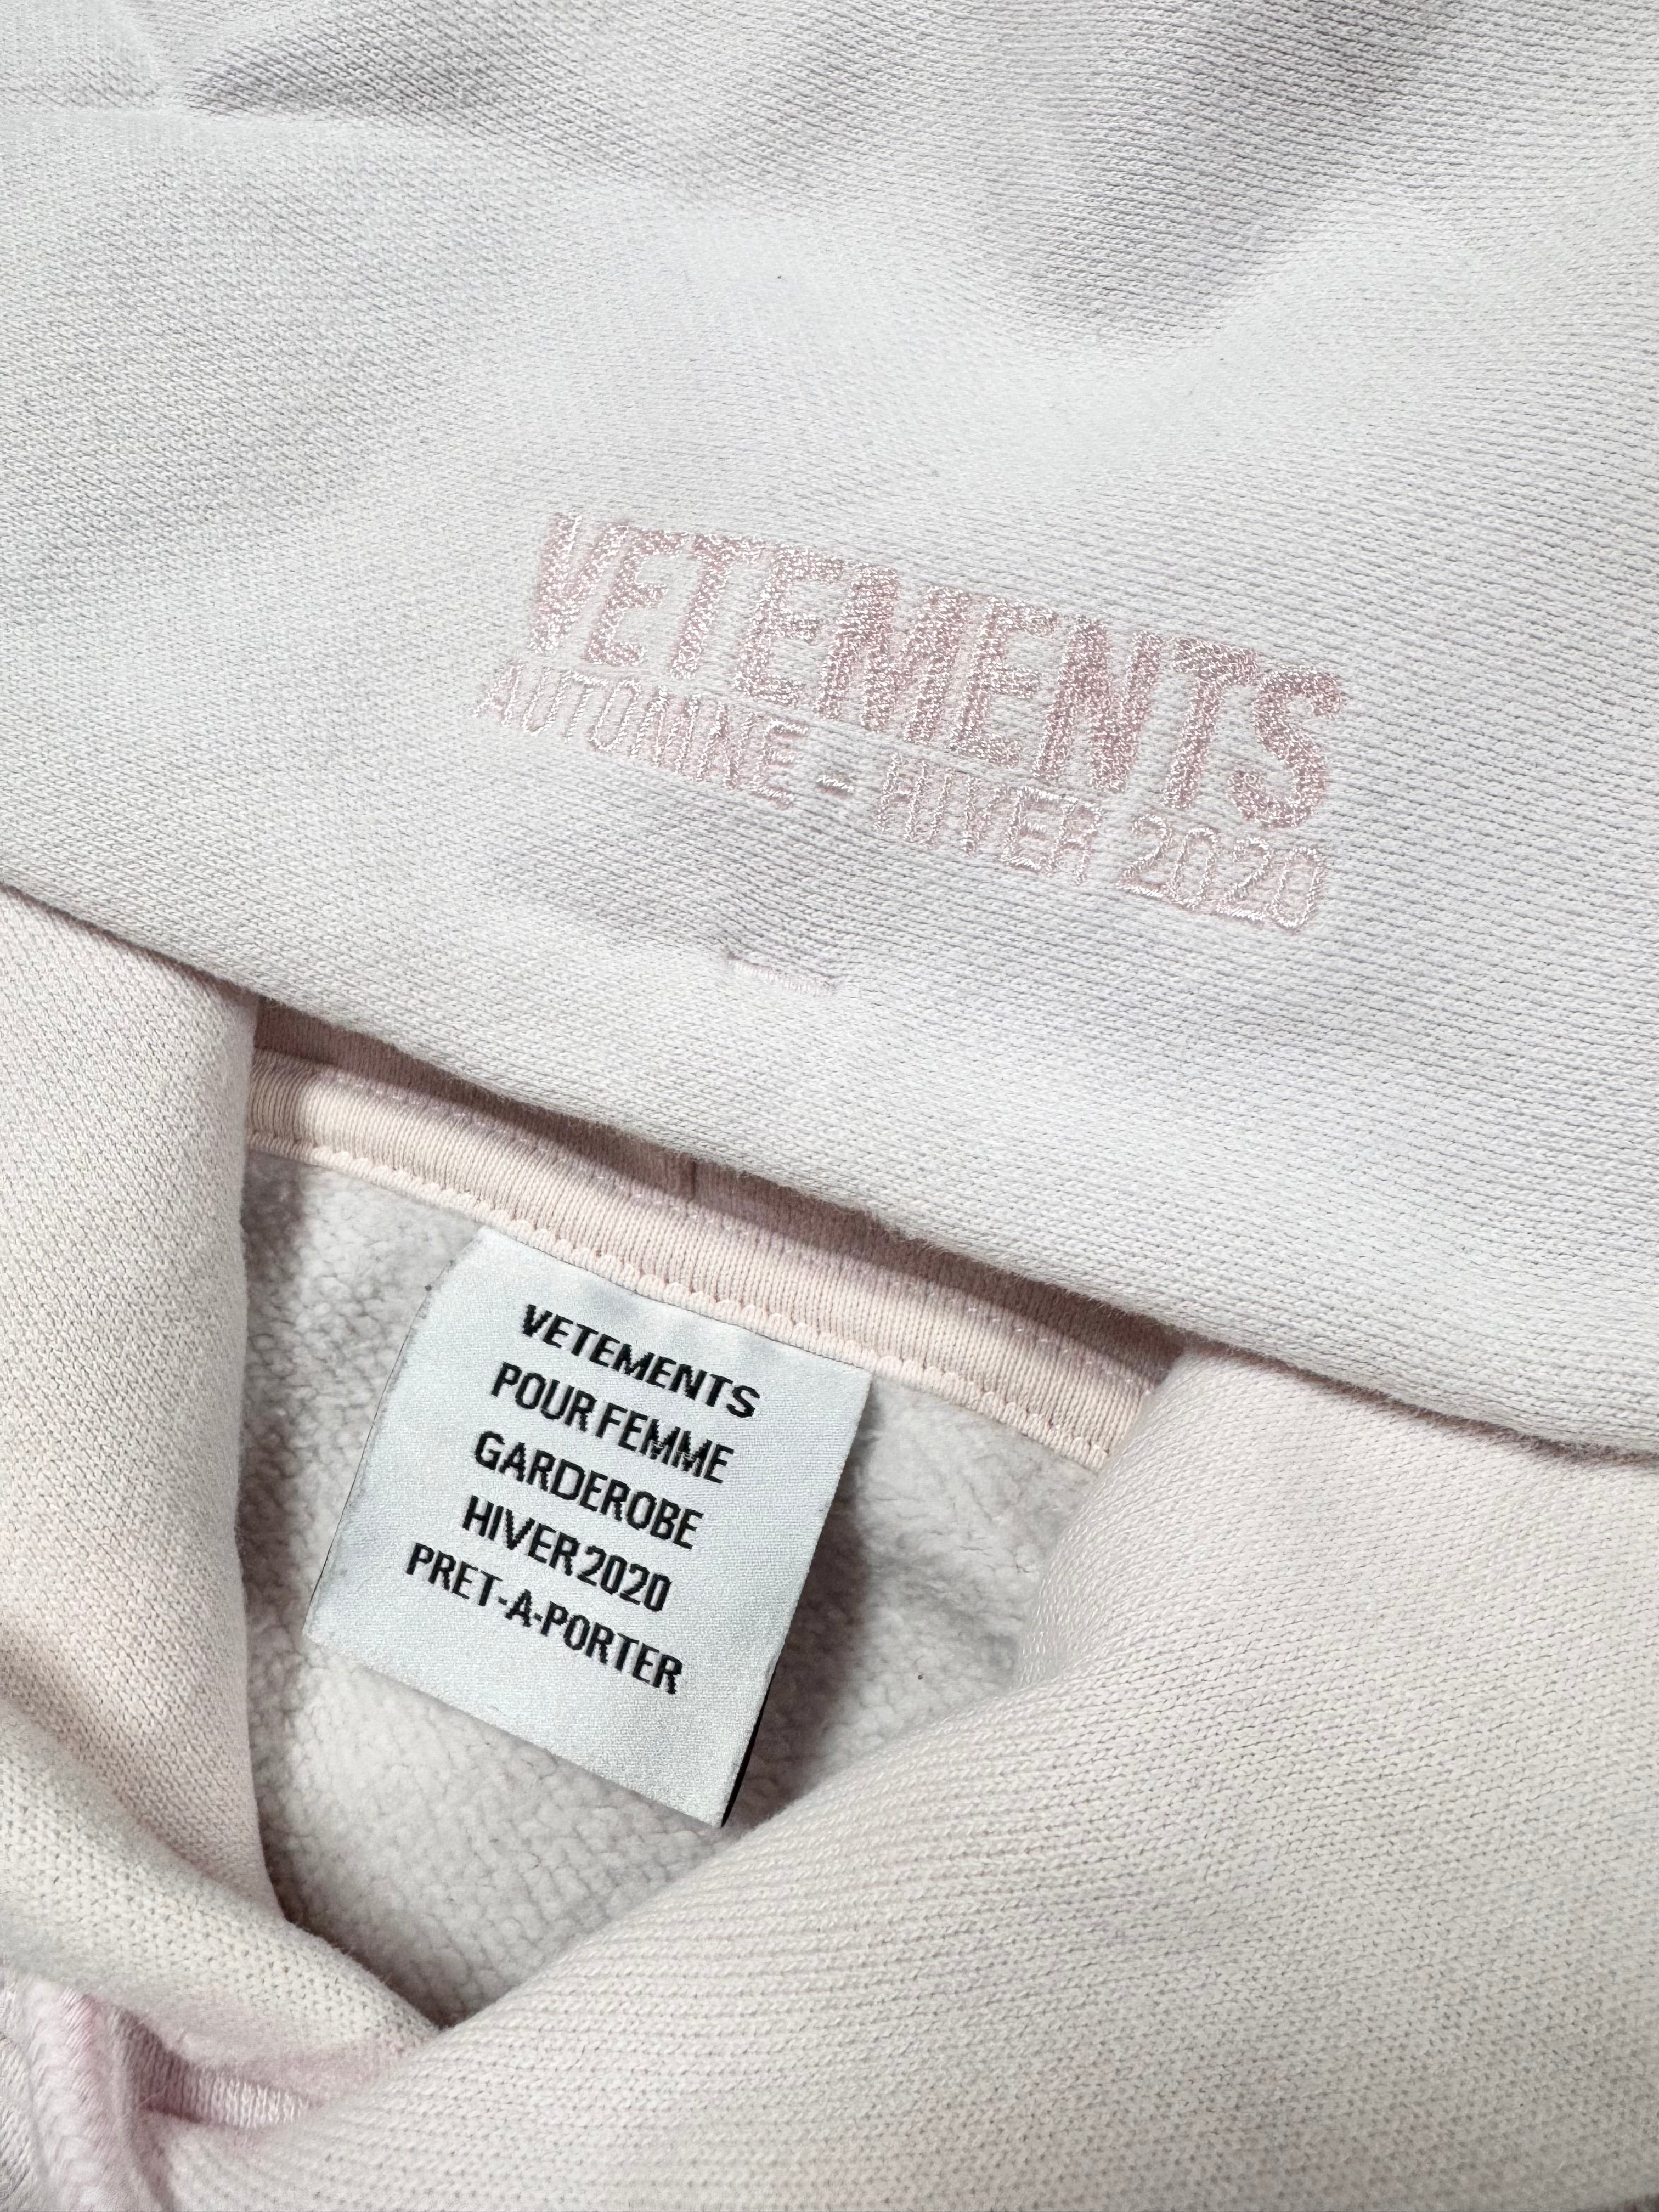 VETEMENTS
AUTOMNE - HIVER 2020
VETEMENTS
POUR FEMME
GARDEROBE
HIVER 2020
PRET-A-PORTER